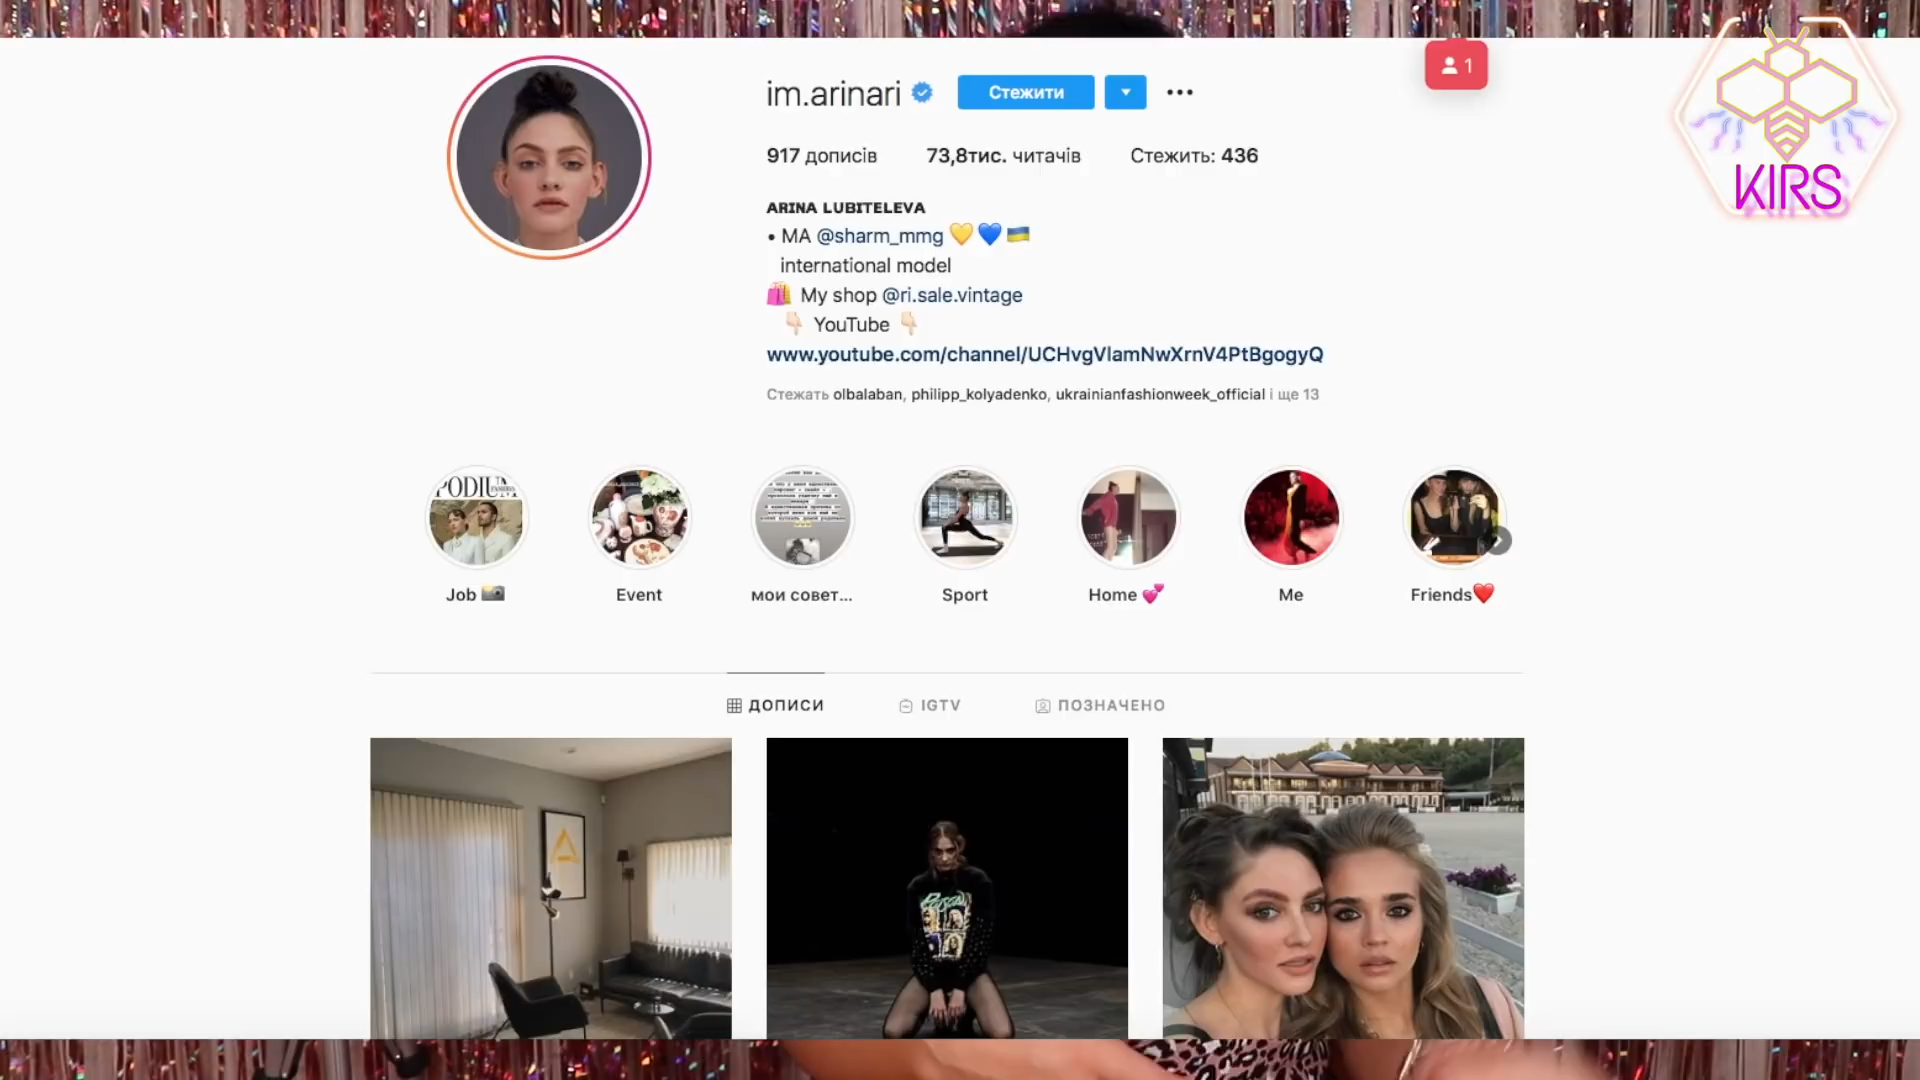 im.arinari
Стежити
1
917 дописів 73,8тис. читачів Стежить: 436
ARINA LUBITELEVA
• MA @sharm_mmg 💛 💙 🇺🇦
international model
🛍 My shop @ri.sale.vintage
👇🏻 YouTube 👇🏻
www.youtube.com/channel/UCHvgVlamNwXrnV4PtBgogyQ
Стежать olbalaban, philipp_kolyadenko, ukrainianfashionweek_official і ще 13
KIRS
PODIUM
Job 📷
Event
мои совет...
Sport
Home 💕
Me
Friends❤️
ДОПИСИ
IGTV
ПОЗНАЧЕНО
Poison